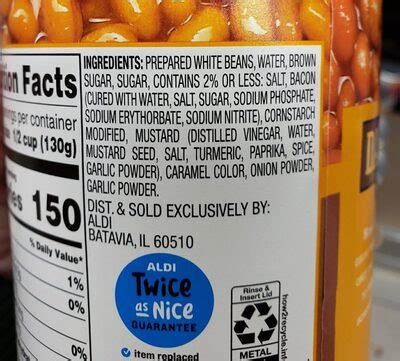 INGREDIENTS: PREPARED WHITE BEANS, WATER, BROWN
SUGAR, SUGAR, CONTAINS 2% OR LESS: SALT, BACON
(CURED WITH WATER, SALT, SUGAR, SODIUM PHOSPHATE,
SODIUM ERYTHORBATE, SODIUM NITRITE), CORNSTARCH
MODIFIED, MUSTARD (DISTILLED VINEGAR, WATER,
MUSTARD SEED, SALT, TURMERIC, PAPRIKA, SPICE,
GARLIC POWDER), CARAMEL COLOR, ONION POWDER,
GARLIC POWDER.
DIST. & SOLD EXCLUSIVELY BY:
ALDI
BATAVIA, IL 60510
ALDI
Twice
as Nice
GUARANTEE
item replaced
Rinse &
Insert Lid
METAL
how2recycle.info
Facts
per container
1/2 cup (130g)
150
% Daily Value*
1%
0%
0%